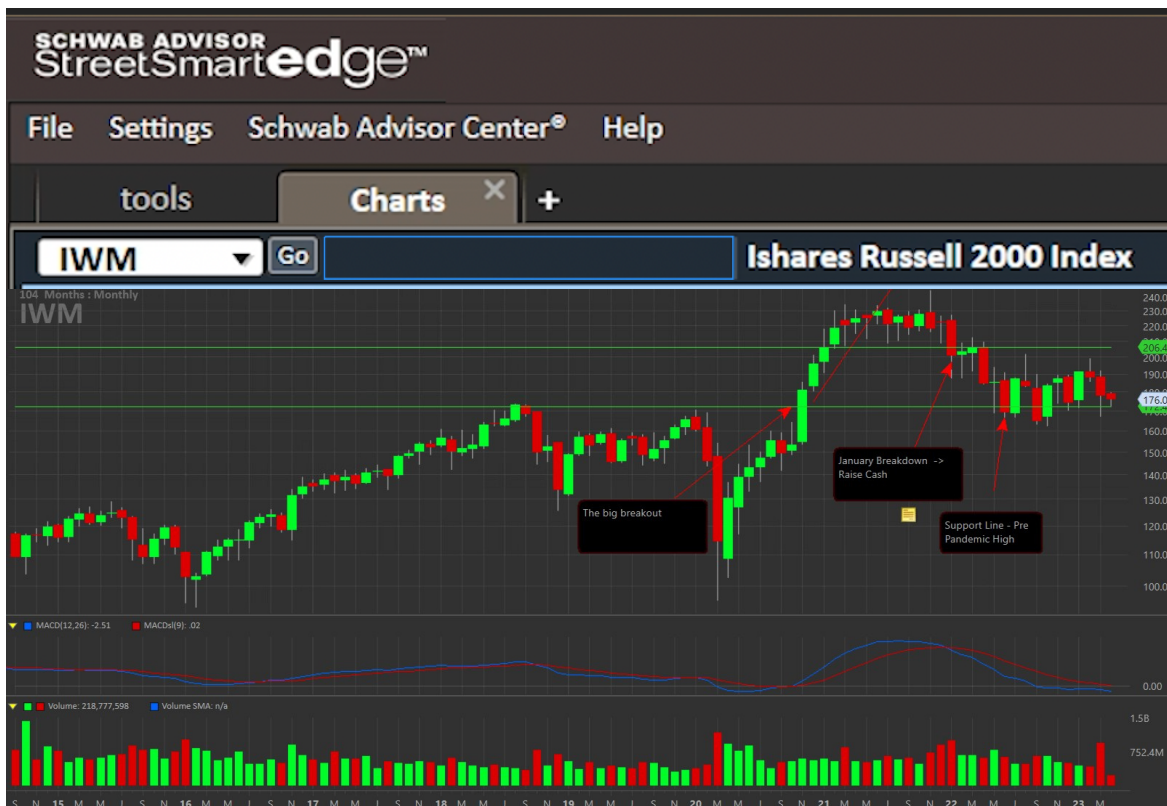 SCHWAB ADVISOR
StreetSmartedge™
File Settings Schwab Advisor Center® Help
tools Charts × +
IWM Go Ishares Russell 2000 Index
104 Months : Monthly
IWM
240.0
230.0
220.0
206.4
200.0
190.0
176.0
160.0
150.0
140.0
130.0
120.0
110.0
100.0
The big breakout
January Breakdown ->
Raise Cash
Support Line - Pre
Pandemic High
MACD(12,26): -2.51 MACDsl(9): .02
0.00
Volume: 218,777,598 Volume SMA: n/a
1.5B
752.4M
S N 15 M M J S N 16 M M J S N 17 M M J S N 18 M M J S N 19 M M J S N 20 M M J S N 21 M M J S N 22 M M J S N 23 M